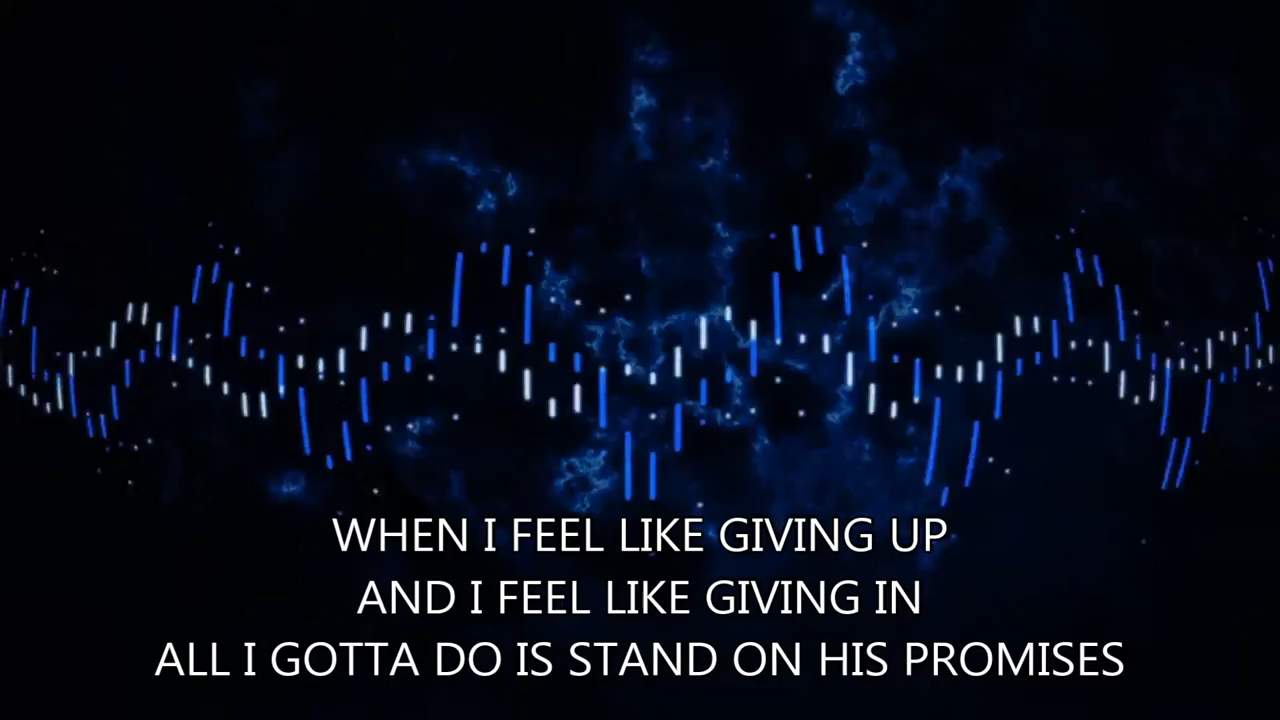 WHEN I FEEL LIKE GIVING UP
AND I FEEL LIKE GIVING IN
ALL I GOTTA DO IS STAND ON HIS PROMISES